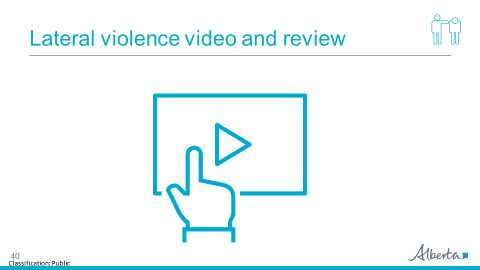 Lateral violence video and review
40
Classification: Public
Alberta